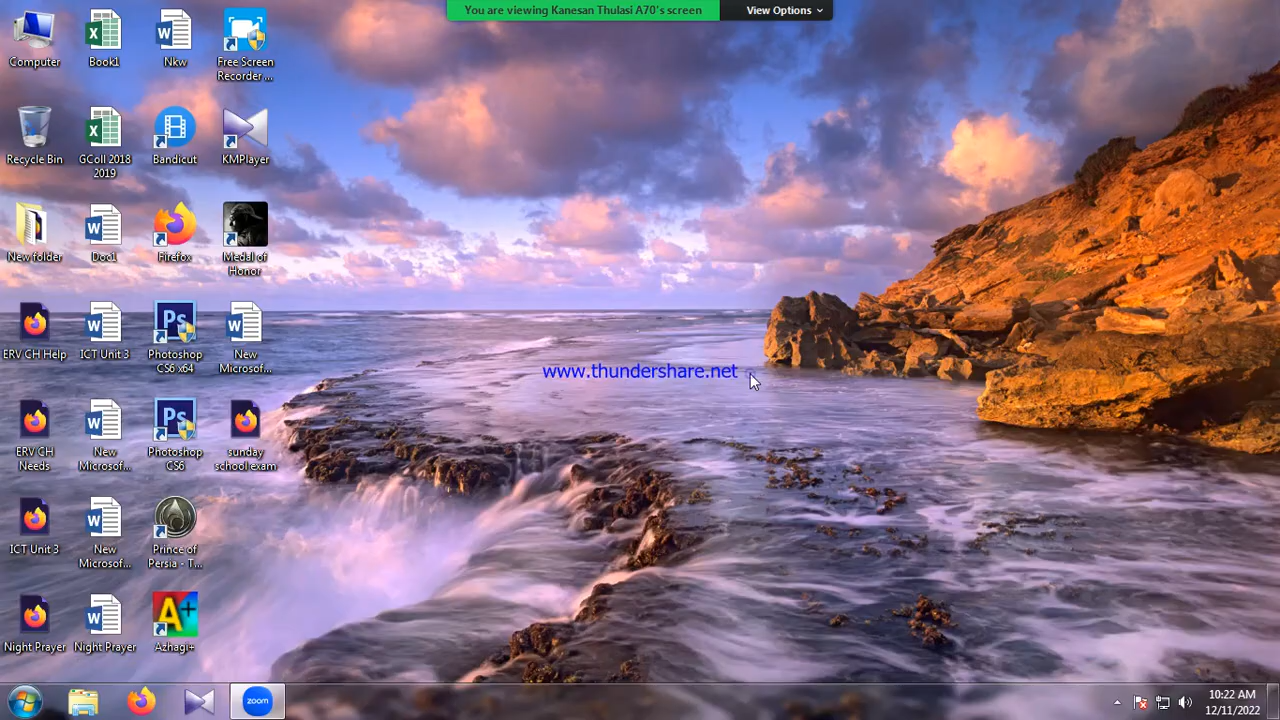 You are viewing Kanesan Thulasi A70's screen
View Options
Computer
Book1
Nkw
Free Screen
Recorder ...
Recycle Bin
GColl 2018
2019
Bandicut
KMPlayer
New folder
Doc1
Firefox
Medal of
Honor
ERV CH Help
ICT Unit 3
Photoshop
CS6 x64
New
Microsof...
www.thundershare.net
ERV CH
Needs
New
Microsof...
Photoshop
CS6
sunday
school exam
ICT Unit 3
New
Microsof...
Prince of
Persia - T...
Night Prayer
Night Prayer
A+
Azhagi+
zoom
10:22 AM
12/11/2022